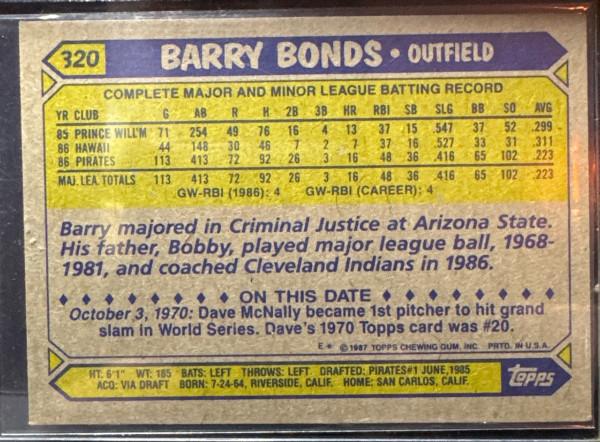 320 BARRY BONDS • OUTFIELD
COMPLETE MAJOR AND MINOR LEAGUE BATTING RECORD
YR CLUB G AB R H 2B 3B HR RBI SB SLG BB SO AVG
85 PRINCE WILL'M 71 254 49 76 16 4 13 37 15 .547 37 52 .299
86 HAWAII 44 148 30 46 7 2 7 37 16 .527 33 31 .311
86 PIRATES 113 413 72 92 26 3 16 48 36 .416 65 102 .223
MAJ. LEA. TOTALS 113 413 72 92 26 3 16 48 36 .416 65 102 .223
GW-RBI (1986): 4 GW-RBI (CAREER): 4
Barry majored in Criminal Justice at Arizona State.
His father, Bobby, played major league ball, 1968-
1981, and coached Cleveland Indians in 1986.
ON THIS DATE
October 3, 1970: Dave McNally became 1st pitcher to hit grand
slam in World Series. Dave's 1970 Topps card was #20.
E* © 1987 TOPPS CHEWING GUM, INC. PRTD. IN U.S.A.
HT: 6'1" WT: 185 BATS: LEFT THROWS: LEFT DRAFTED: PIRATES#1 JUNE,1985
ACQ: VIA DRAFT BORN: 7-24-64, RIVERSIDE, CALIF. HOME: SAN CARLOS, CALIF.
topps